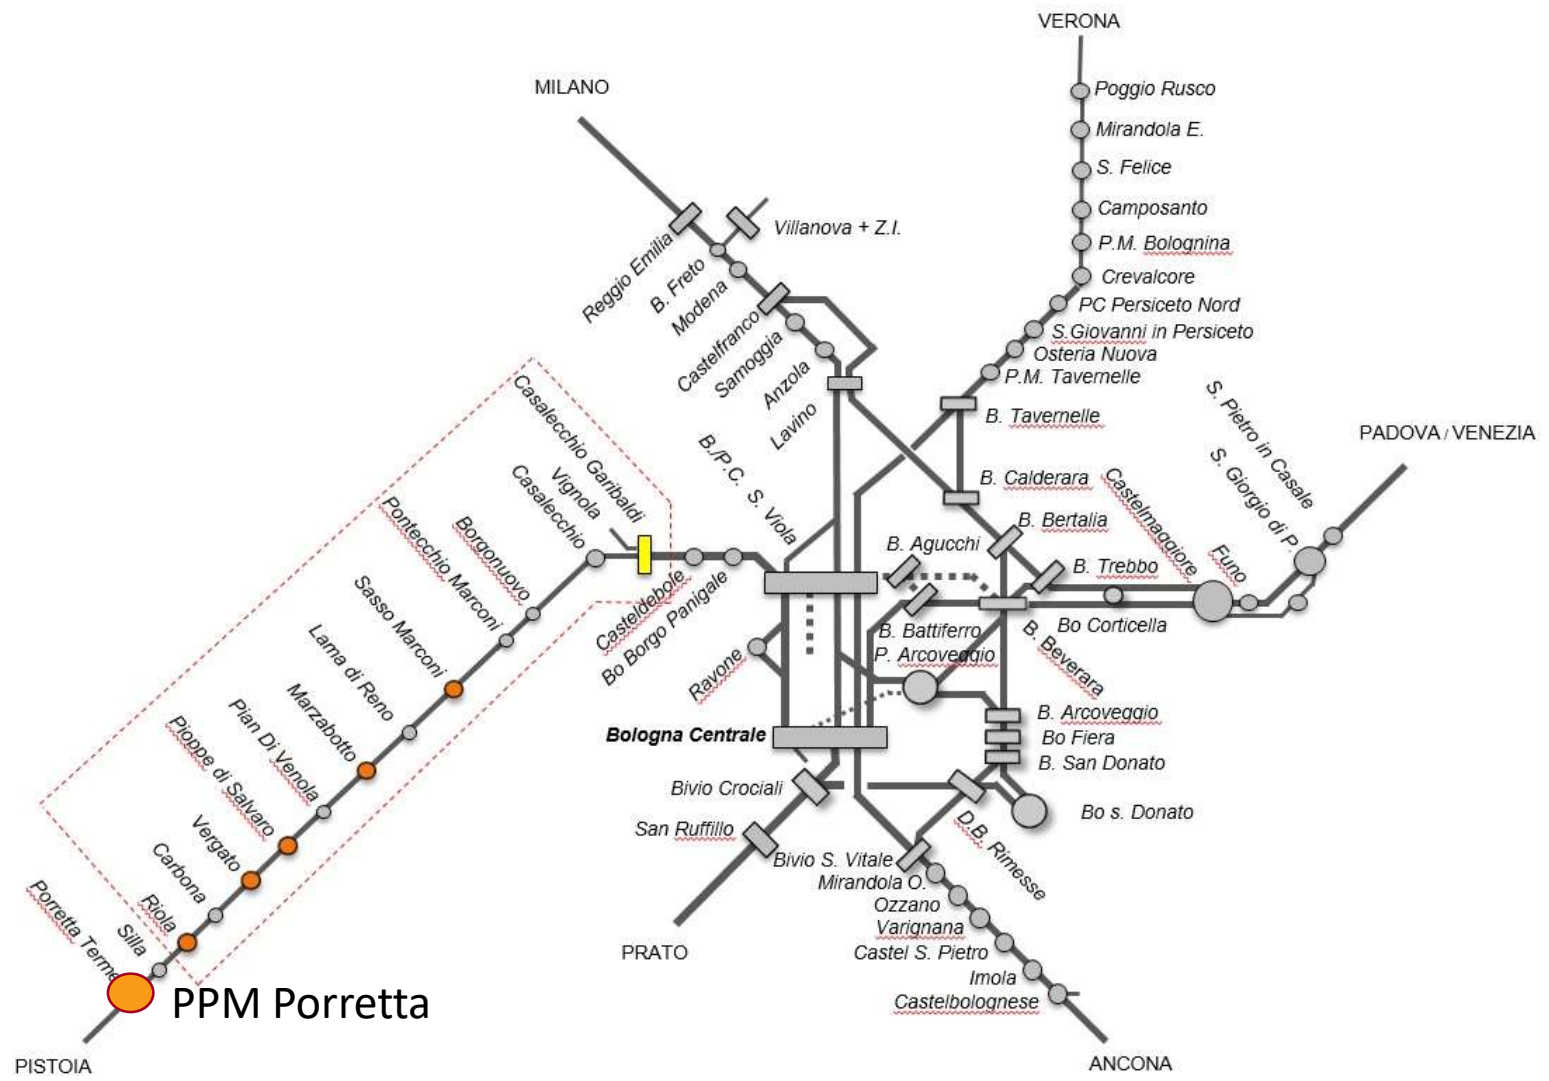 VERONA
MILANO
Poggio Rusco
Mirandola E.
S. Felice
Camposanto
P.M. Bolognina
Crevalcore
PC Persiceto Nord
S.Giovanni in Persiceto
Osteria Nuova
P.M. Tavernelle
B. Tavernelle
B. Calderara
B. Bertalia
B. Trebbo
Villanova + Z.I.
Reggio Emilia
B. Freto
Modena
Castelfranco
Samoggia
Anzola
Lavino
B./P.C. S. Viola
PADOVA / VENEZIA
S. Pietro in Casale
S. Giorgio di P.
Castelmaggiore
Funo
Bo Corticella
B. Beverara
B. Agucchi
B. Battiferro
P. Arcoveggio
Casalecchio Garibaldi
Vignola
Casalecchio
Casteldebole
Bo Borgo Panigale
Ravone
Borgonuovo
Pontecchio Marconi
Sasso Marconi
Lama di Reno
Marzabotto
Pian Di Venola
Pioppe di Salvaro
Vergato
Carbona
Riola
Silla
Porretta Terme
PPM Porretta
PISTOIA
Bologna Centrale
Bivio Crociali
San Ruffillo
PRATO
B. Arcoveggio
Bo Fiera
B. San Donato
Bo s. Donato
D.B. Rimesse
Bivio S. Vitale
Mirandola O.
Ozzano
Varignana
Castel S. Pietro
Imola
Castelbolognese
ANCONA